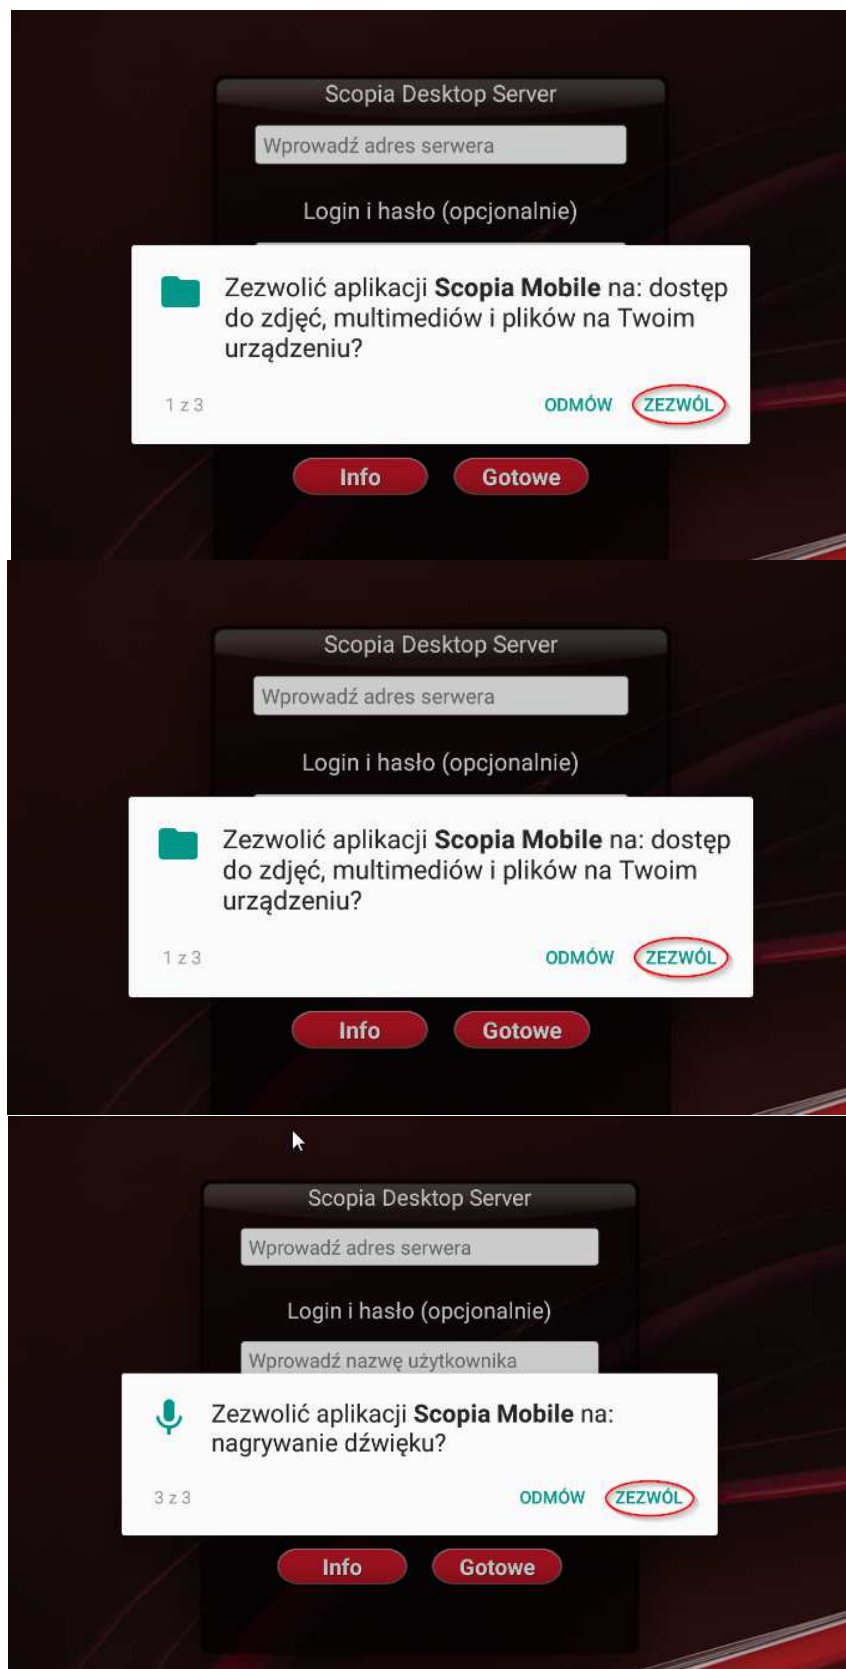 Scopia Desktop Server
Wprowadź adres serwera
Login i hasło (opcjonalnie)
Zezwolić aplikacji Scopia Mobile na: dostęp
do zdjęć, multimediów i plików na Twoim
urządzeniu?
1 z 3
ODMÓW
ZEZWÓL
Info
Gotowe
Scopia Desktop Server
Wprowadź adres serwera
Login i hasło (opcjonalnie)
Zezwolić aplikacji Scopia Mobile na: dostęp
do zdjęć, multimediów i plików na Twoim
urządzeniu?
1 z 3
ODMÓW
ZEZWÓL
Info
Gotowe
Scopia Desktop Server
Wprowadź adres serwera
Login i hasło (opcjonalnie)
Wprowadź nazwę użytkownika
Zezwolić aplikacji Scopia Mobile na:
nagrywanie dźwięku?
3 z 3
ODMÓW
ZEZWÓL
Info
Gotowe